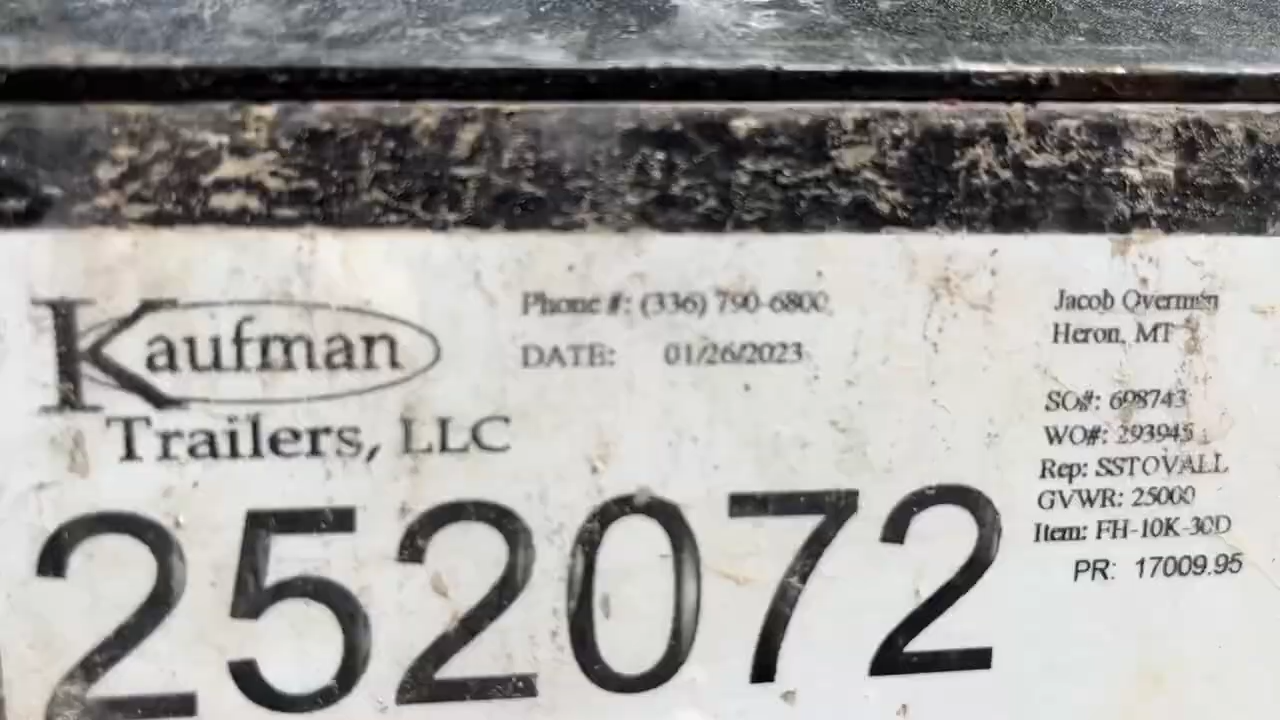 Kaufman
Trailers, LLC
Phone #: (336) 790-6800
DATE: 01/26/2023
252072
Jacob Overman
Heron, MT
SO#: 698743
WO#: 293945
Rep: SSTOVALL
GVWR: 25000
Item: FH-10K-30D
PR: 17009.95